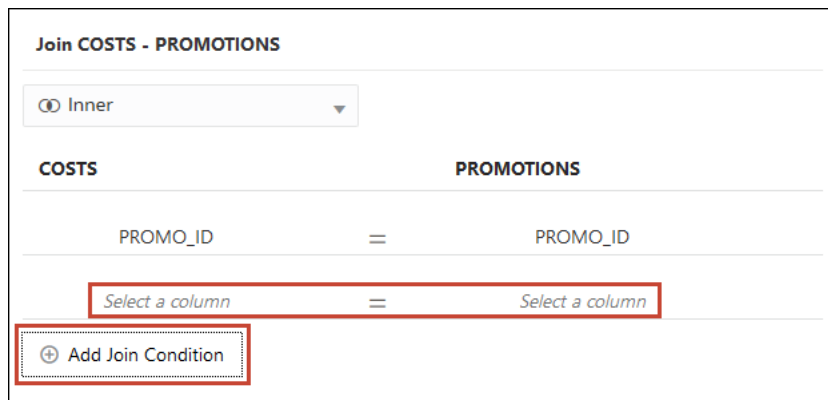 Join COSTS - PROMOTIONS
Inner
COSTS PROMOTIONS
PROMO_ID = PROMO_ID
Select a column = Select a column
Add Join Condition